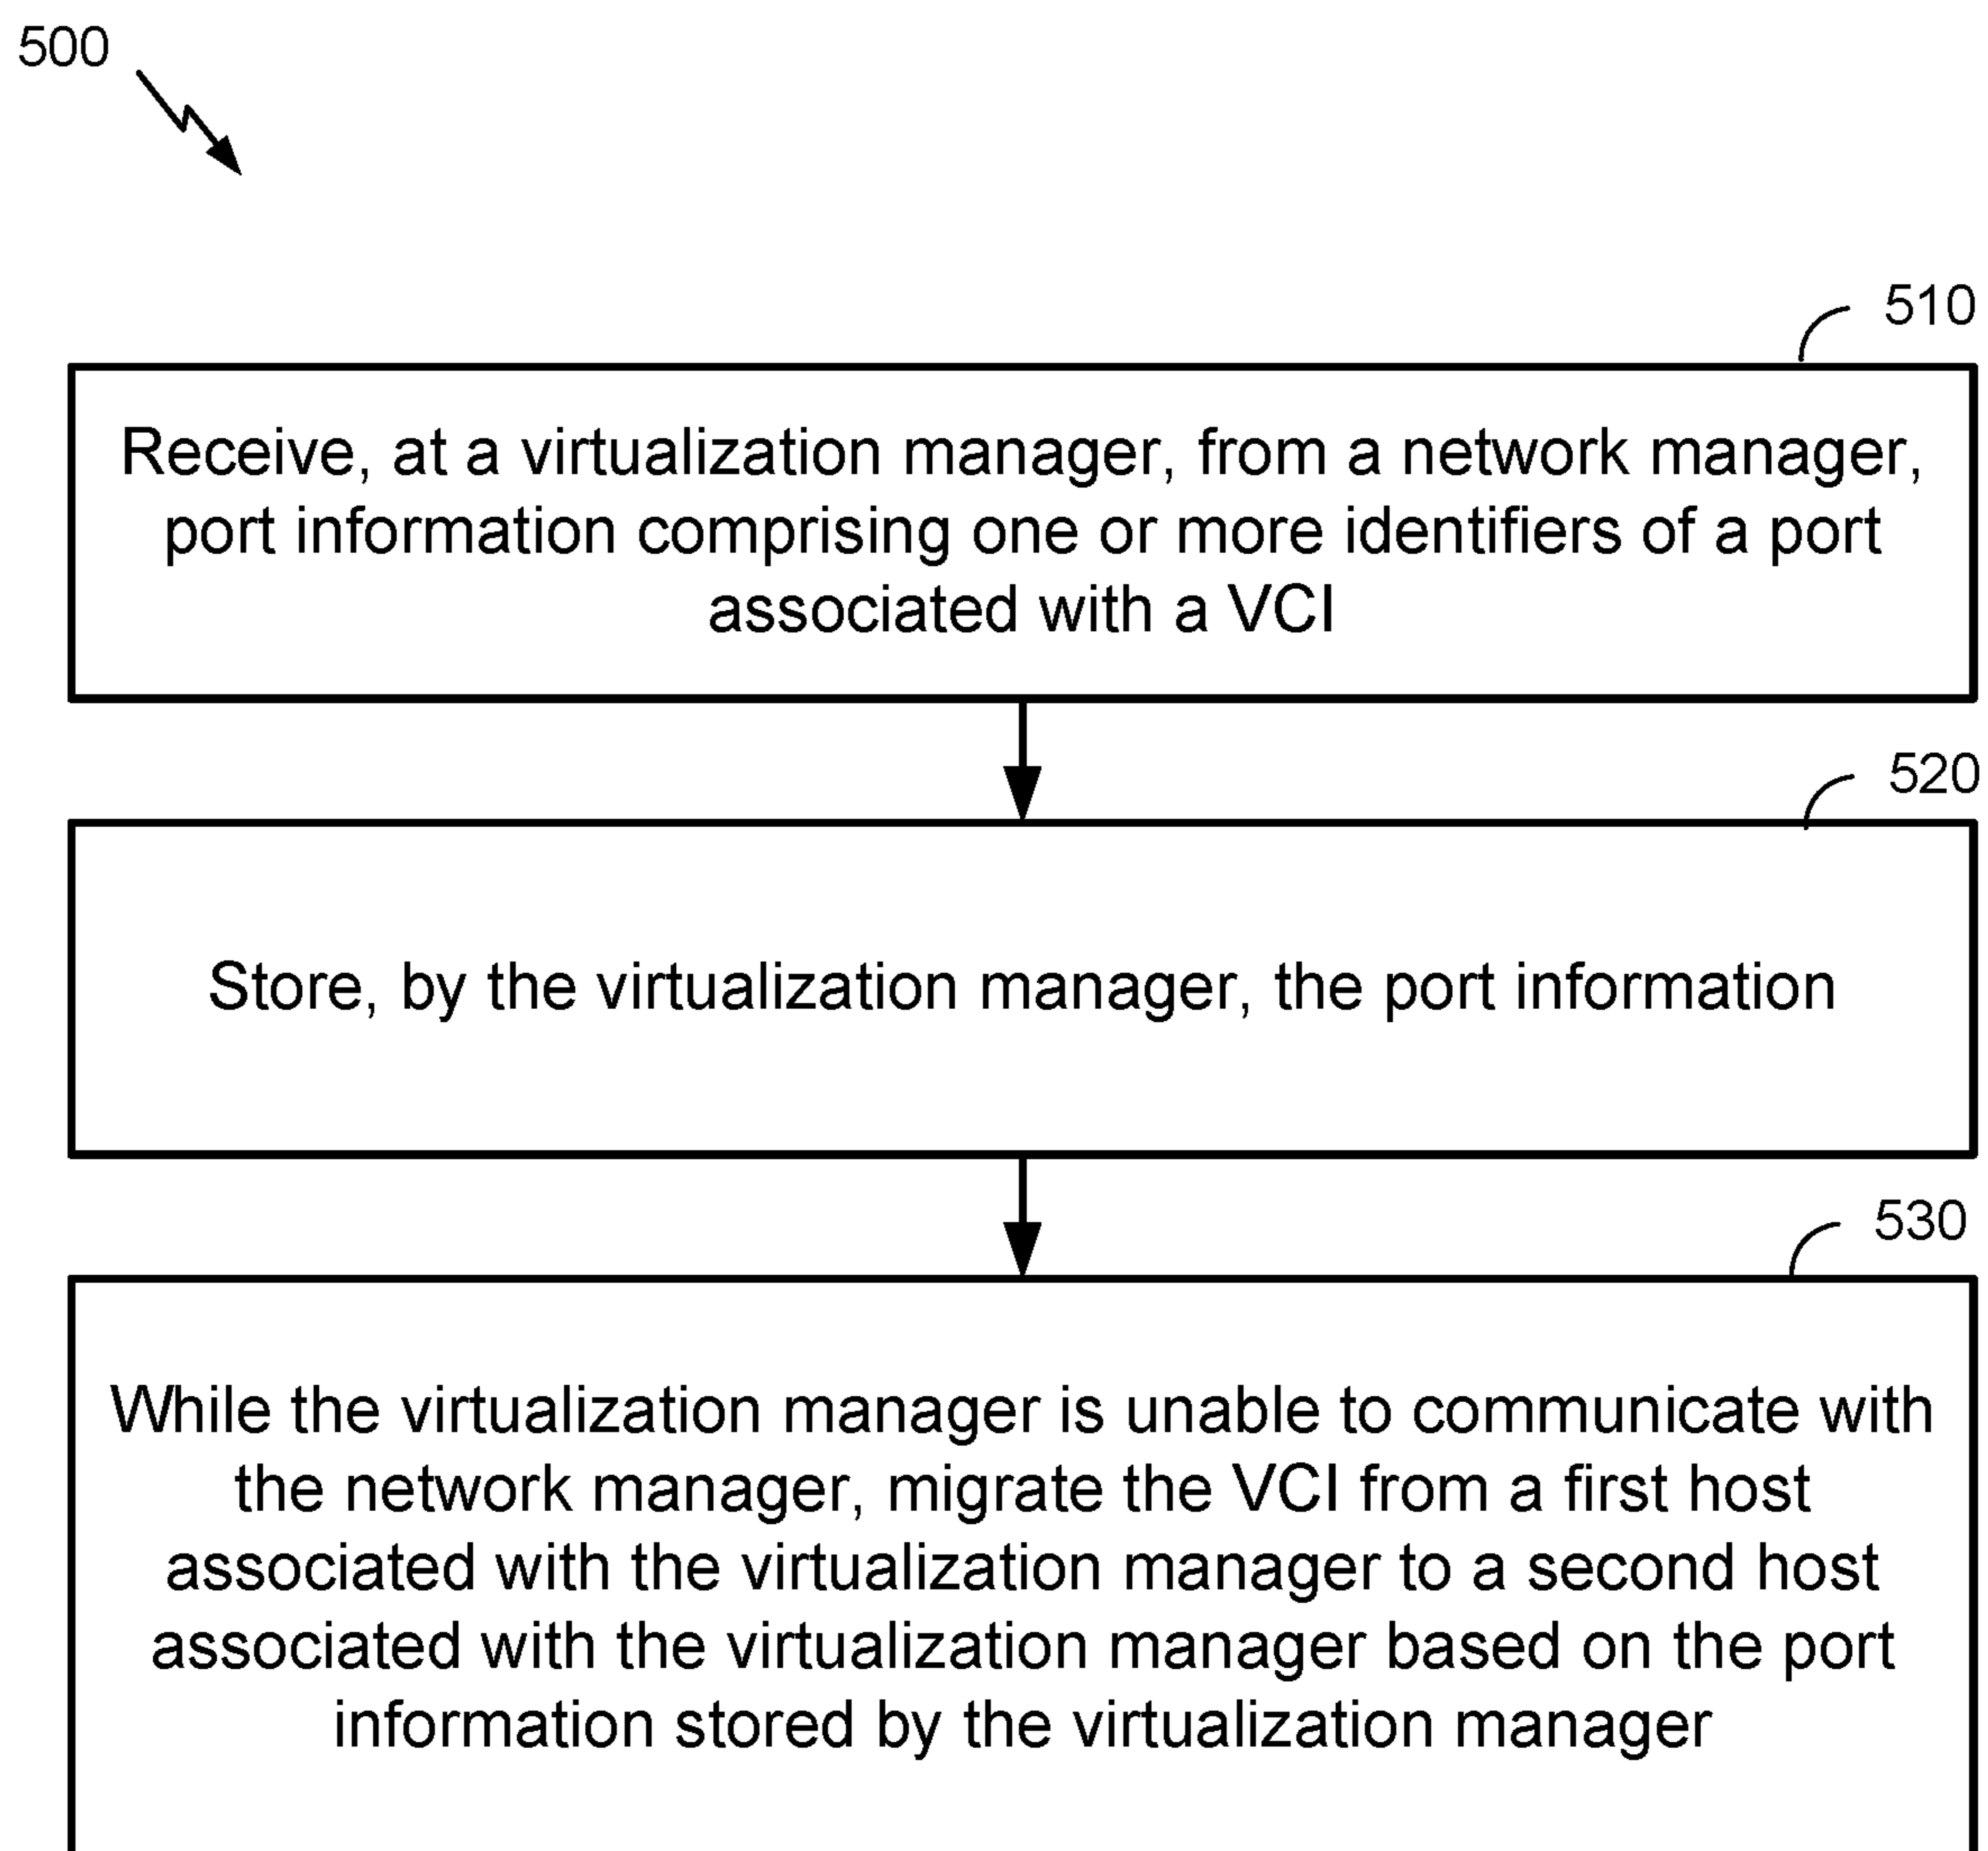 500
510
Receive, at a virtualization manager, from a network manager,
port information comprising one or more identifiers of a port
associated with a VCI
520
Store, by the virtualization manager, the port information
530
While the virtualization manager is unable to communicate with
the network manager, migrate the VCI from a first host
associated with the virtualization manager to a second host
associated with the virtualization manager based on the port
information stored by the virtualization manager